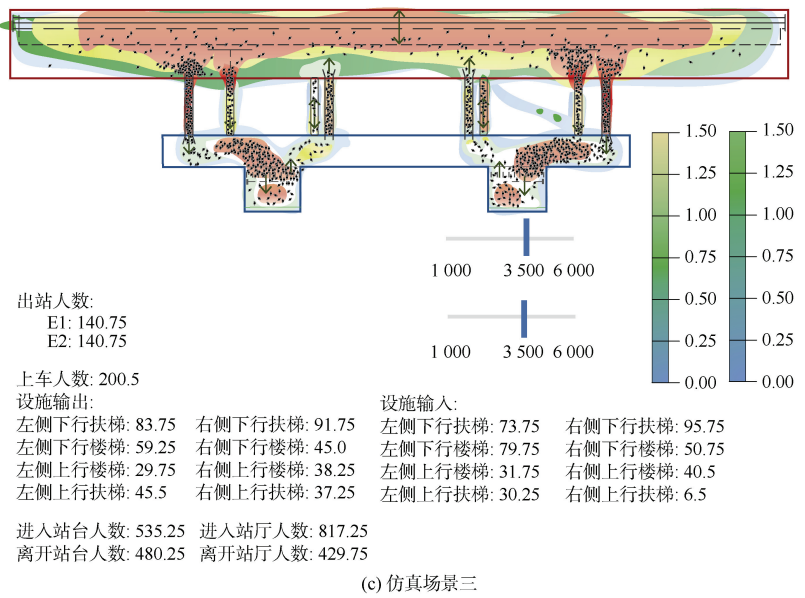 1.50 1.50
1.25 1.25
1.00 1.00
0.75 0.75
0.50 0.50
0.25 0.25
0.00 0.00
1 000 3 500 6 000
1 000 3 500 6 000
出站人数:
E1: 140.75
E2: 140.75
上车人数: 200.5
设施输出:
左侧下行扶梯: 83.75 右侧下行扶梯: 91.75
左侧下行楼梯: 59.25 右侧下行楼梯: 45.0
左侧上行楼梯: 29.75 右侧上行楼梯: 38.25
左侧上行扶梯: 45.5 右侧上行扶梯: 37.25
设施输入:
左侧下行扶梯: 73.75 右侧下行扶梯: 95.75
左侧下行楼梯: 79.75 右侧下行楼梯: 50.75
左侧上行楼梯: 31.75 右侧上行楼梯: 40.5
左侧上行扶梯: 30.25 右侧上行扶梯: 6.5
进入站台人数: 535.25 进入站厅人数: 817.25
离开站台人数: 480.25 离开站厅人数: 429.75
(c) 仿真场景三